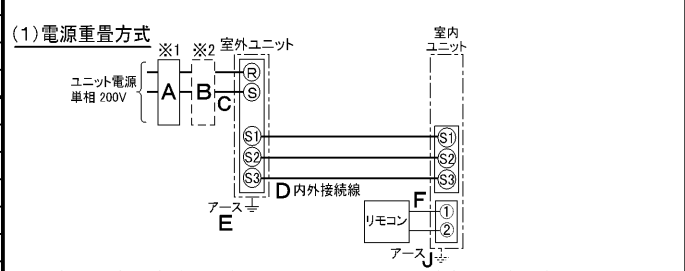 (1)電源重畳方式
※1 ※2 室外ユニット
室内
ユニット
ユニット電源
単相 200V
A
B
C
R
S
S1
S2
S3
S1
S2
S3
D 内外接続線
アース
E
リモコン
F
1
2
アース
J